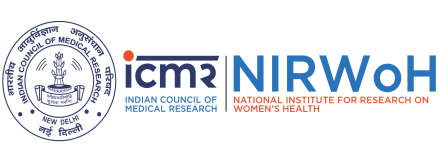 भारतीय आयुर्विज्ञान अनुसंधान परिषद
INDIAN COUNCIL OF MEDICAL RESEARCH
NEW DELHI
नई दिल्ली
icmr
INDIAN COUNCIL OF
MEDICAL RESEARCH
NIRWoH
NATIONAL INSTITUTE FOR RESEARCH ON
WOMEN'S HEALTH